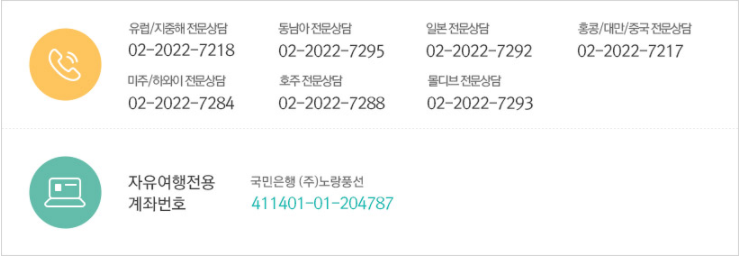 유럽/지중해 전문상담
02-2022-7218
동남아 전문상담
02-2022-7295
일본 전문상담
02-2022-7292
홍콩/대만/중국 전문상담
02-2022-7217
미주/하와이 전문상담
02-2022-7284
호주 전문상담
02-2022-7288
몰디브 전문상담
02-2022-7293
자유여행전용
계좌번호
국민은행 (주)노랑풍선
411401-01-204787